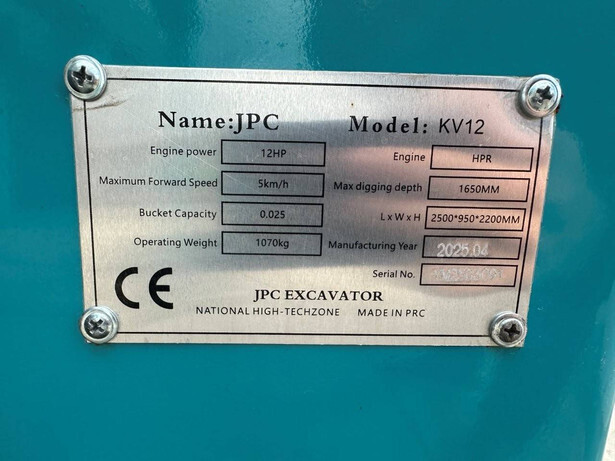 Name:JPC Model: KV12
Engine power 12HP Engine HPR
Maximum Forward Speed 5km/h Max digging depth 1650MM
Bucket Capacity 0.025 L x W x H 2500*950*2200MM
Operating Weight 1070kg Manufacturing Year 2025.04
Serial No.
CE
JPC EXCAVATOR
NATIONAL HIGH-TECHZONE MADE IN PRC